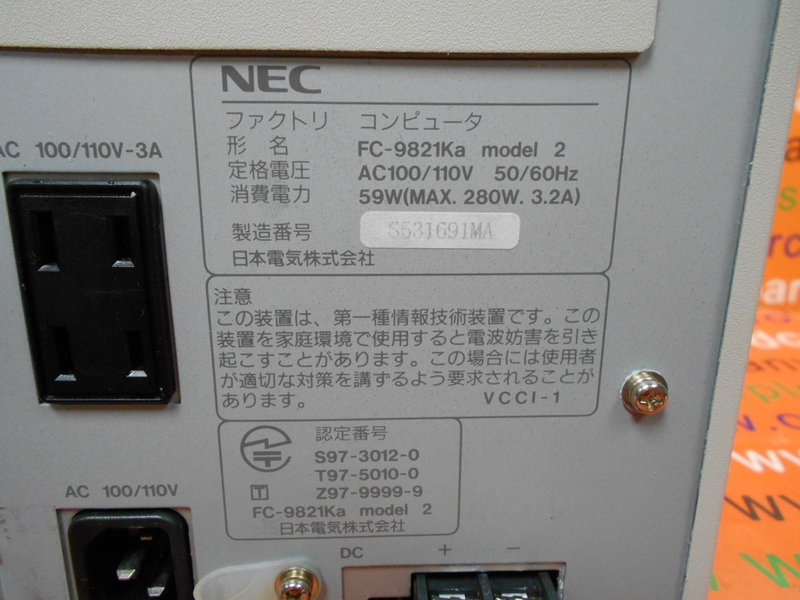 NEC
ファクトリ コンピュータ
形名 FC-9821Ka model 2
定格電圧 AC100/110V 50/60Hz
消費電力 59W(MAX. 280W. 3.2A)
製造番号 S531691MA
日本電気株式会社
AC 100/110V-3A
注意
この装置は、第一種情報技術装置です。この
装置を家庭環境で使用すると電波妨害を引き
起こすことがあります。この場合には使用者
が適切な対策を講ずるよう要求されることが
あります。 VCCI-1
認定番号
S97-3012-0
T97-5010-0
T Z97-9999-9
FC-9821Ka model 2
日本電気株式会社
AC 100/110V
DC + −